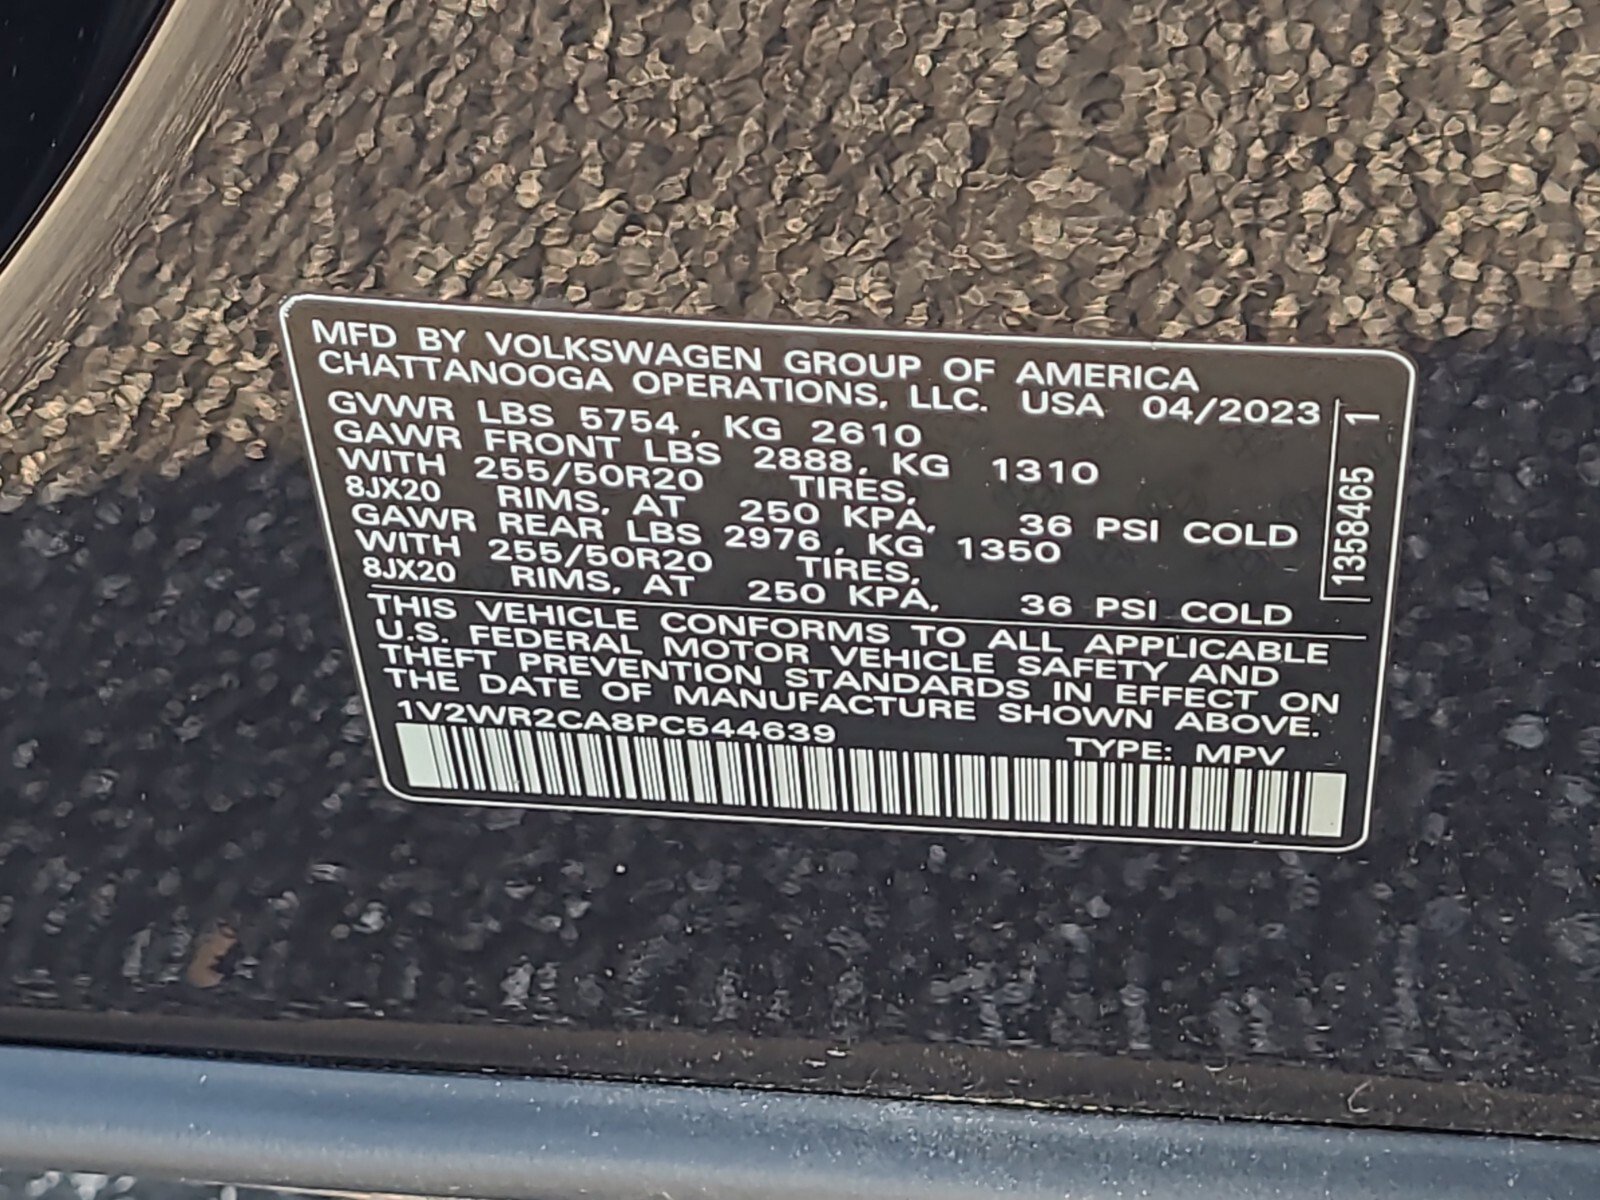 MFD BY VOLKSWAGEN GROUP OF AMERICA
CHATTANOOGA OPERATIONS, LLC. USA 04/2023
GVWR LBS 5754, KG 2610
GAWR FRONT LBS 2888, KG 1310
WITH 255/50R20 TIRES,
8JX20 RIMS, AT 250 KPA, 36 PSI COLD
GAWR REAR LBS 2976, KG 1350
WITH 255/50R20 TIRES,
8JX20 RIMS, AT 250 KPA, 36 PSI COLD
THIS VEHICLE CONFORMS TO ALL APPLICABLE
U.S. FEDERAL MOTOR VEHICLE SAFETY AND
THEFT PREVENTION STANDARDS IN EFFECT ON
THE DATE OF MANUFACTURE SHOWN ABOVE.
1V2WR2CA8PC544639 TYPE: MPV
1358465 1